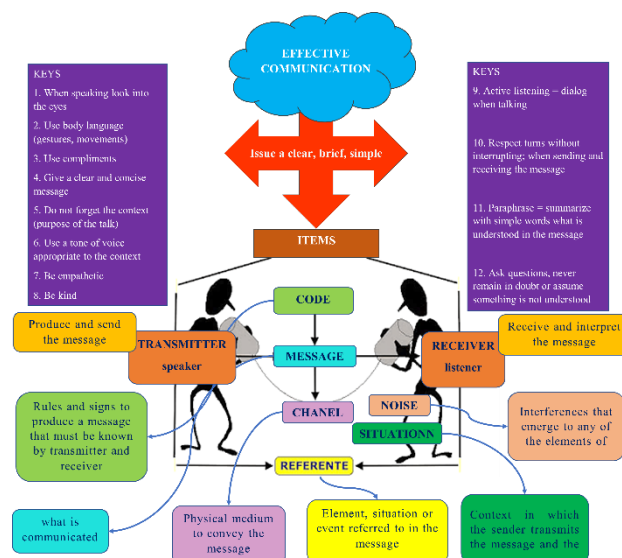 EFFECTIVE
COMMUNICATION
KEYS
1. When speaking look into
the eyes
2. Use body language
(gestures, movements)
3. Use compliments
4. Give a clear and concise
message
5. Do not forget the context
(purpose of the talk)
6. Use a tone of voice
appropriate to the context
7. Be empathetic
8. Be kind
KEYS
9. Active listening = dialog
when talking
10. Respect turns without
interrupting; when sending and
receiving the message
11. Paraphrase = summarize
with simple words what is
understood in the message
12. Ask questions, never
remain in doubt or assume
something is not understood
Issue a clear, brief, simple
ITEMS
CODE
Produce and send
the message
TRANSMITTER
speaker
MESSAGE
RECEIVER
listener
Receive and interpret
the message
CHANEL
NOISE
SITUATIONN
REFERENTE
Rules and signs to
produce a message
that must be known
by transmitter and
receiver
Interferences that
emerge to any of
the elements of
what is
communicated
Physical medium
to convey the
message
Element, situation or
event referred to in the
message
Context in which
the sender transmits
the message and the